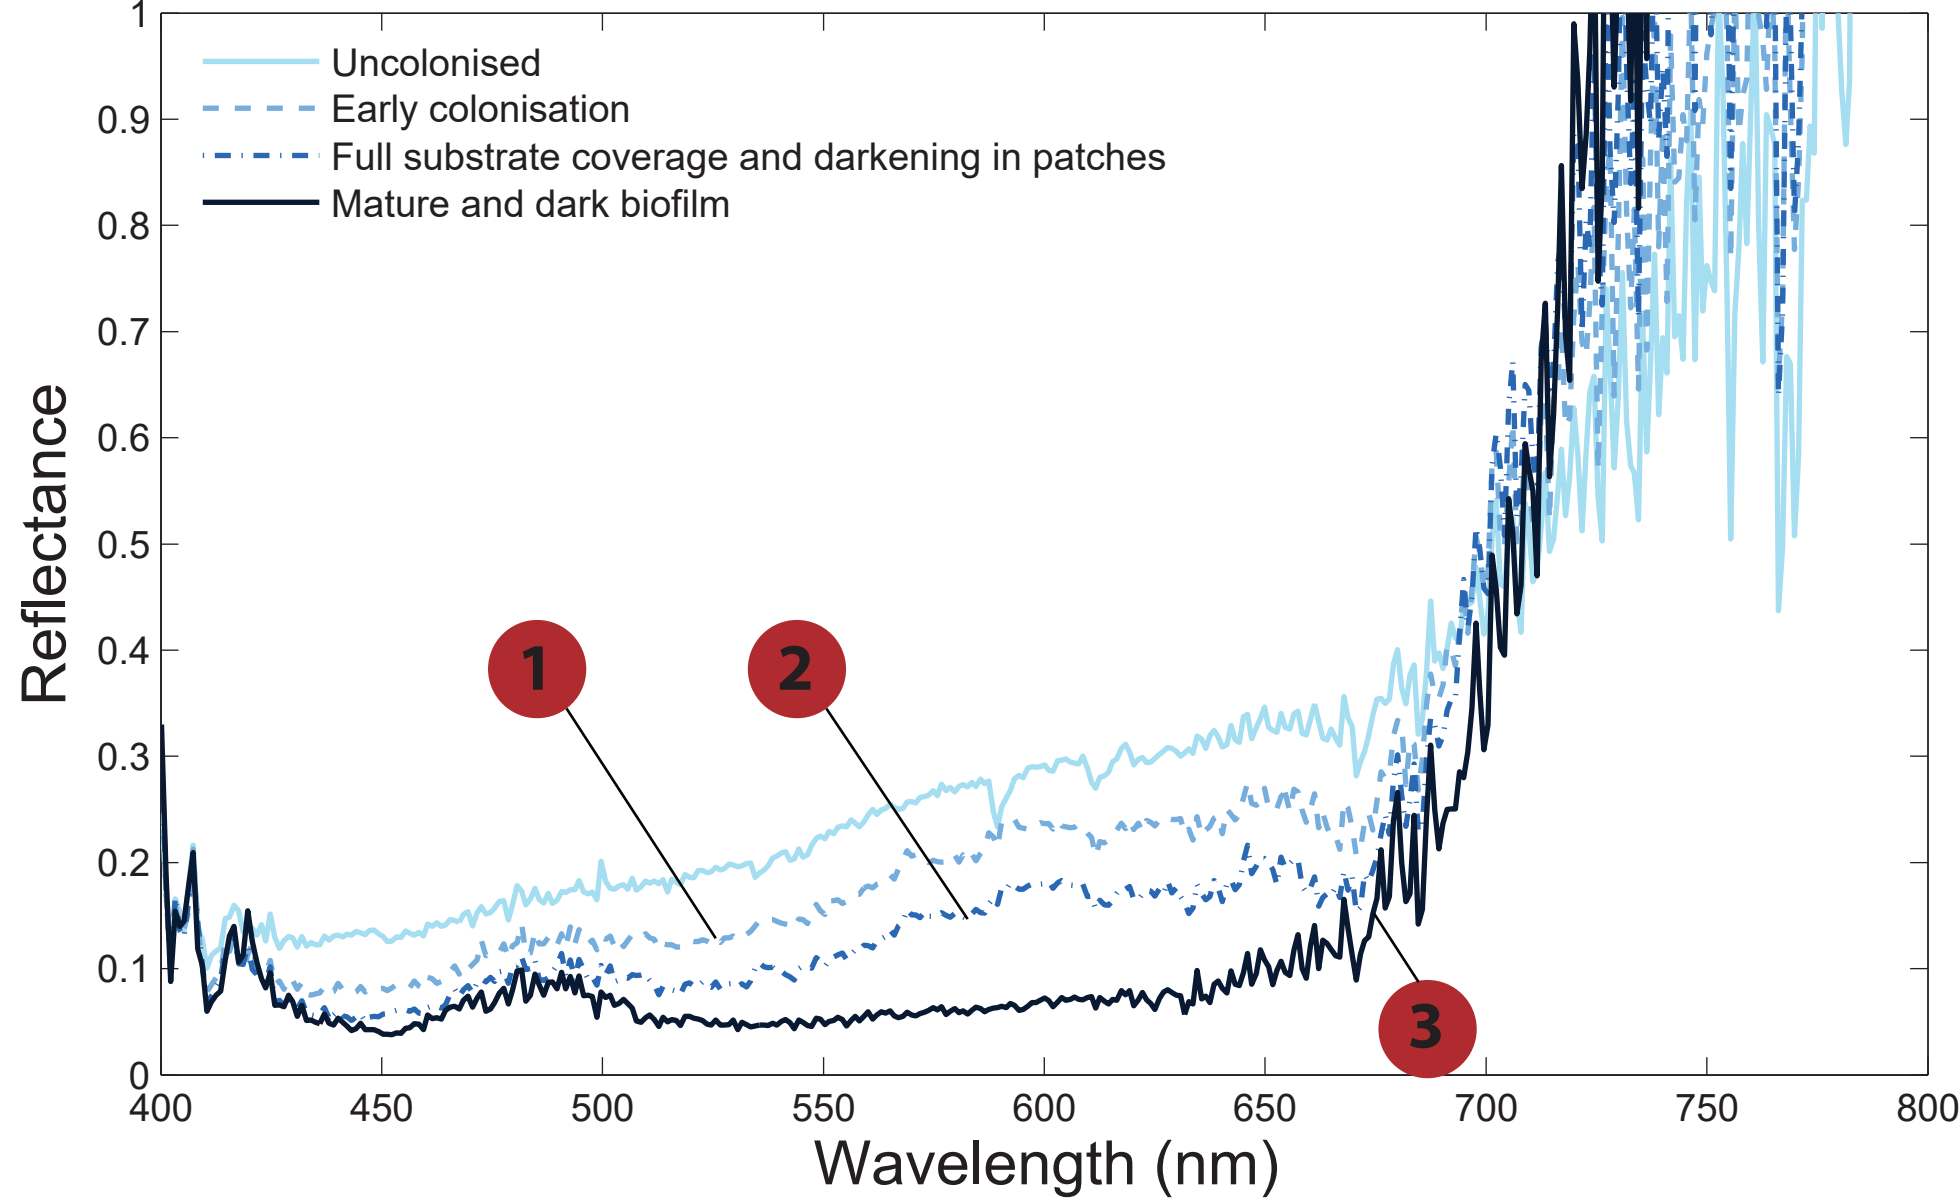 Uncolonised
Early colonisation
Full substrate coverage and darkening in patches
Mature and dark biofilm
1
0.9
0.8
0.7
0.6
0.5
0.4
0.3
0.2
0.1
0
Reflectance
1
2
3
400 450 500 550 600 650 700 750 800
Wavelength (nm)